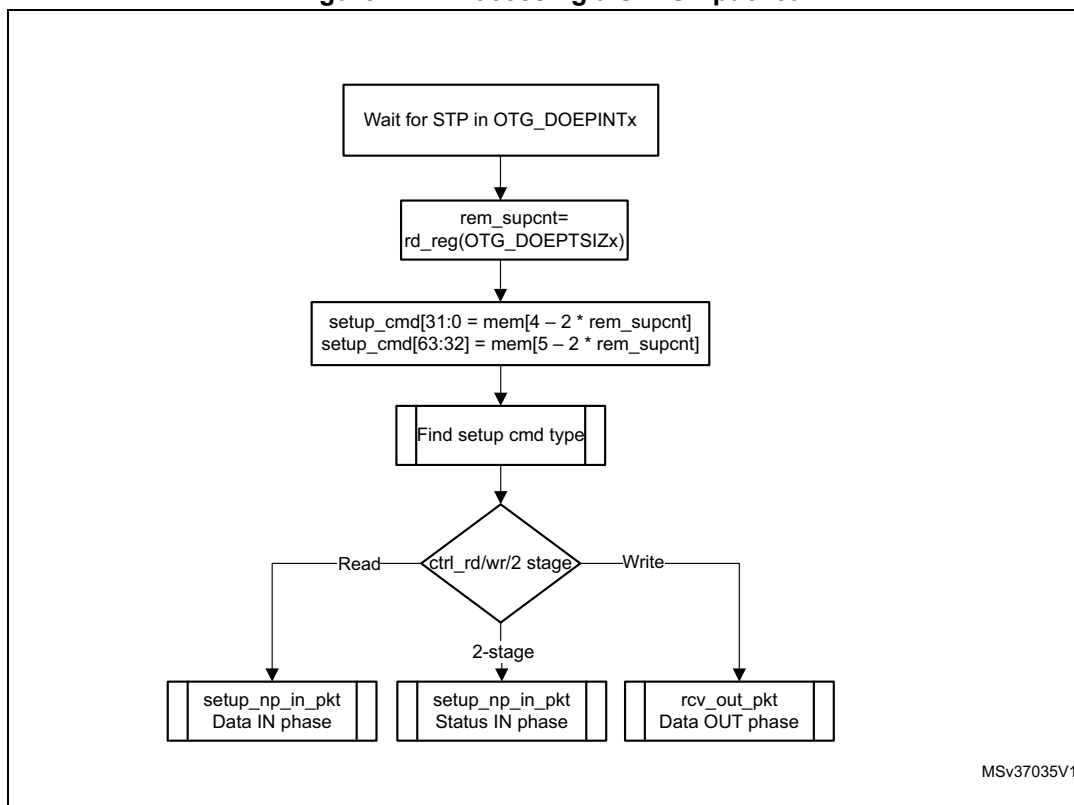 Wait for STP in OTG_DOEPINTx
rem_supcnt=
rd_reg(OTG_DOEPTSIZx)
setup_cmd[31:0 = mem[4 – 2 * rem_supcnt]
setup_cmd[63:32] = mem[5 – 2 * rem_supcnt]
Find setup cmd type
ctrl_rd/wr/2 stage
Read
Write
2-stage
setup_np_in_pkt
Data IN phase
setup_np_in_pkt
Status IN phase
rcv_out_pkt
Data OUT phase
MSv37035V1